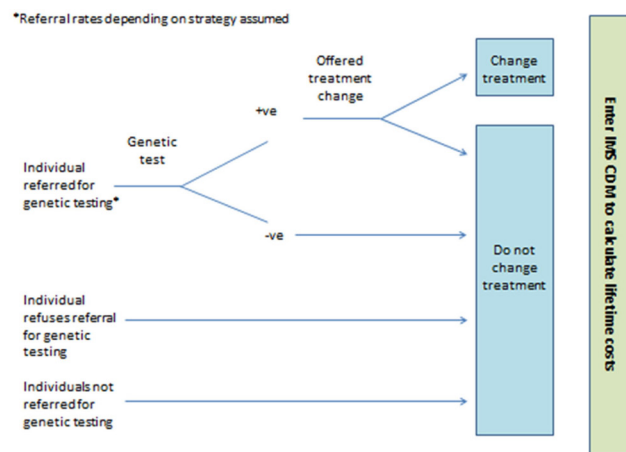 *Referral rates depending on strategy assumed
Offered
treatment
change
Change
treatment
+ve
Genetic
test
Individual
referred for
genetic testing*
-ve
Do not
change
treatment
Individual
refuses referral
for genetic
testing
Individuals not
referred for
genetic testing
Enter IMS CDM to calculate lifetime costs